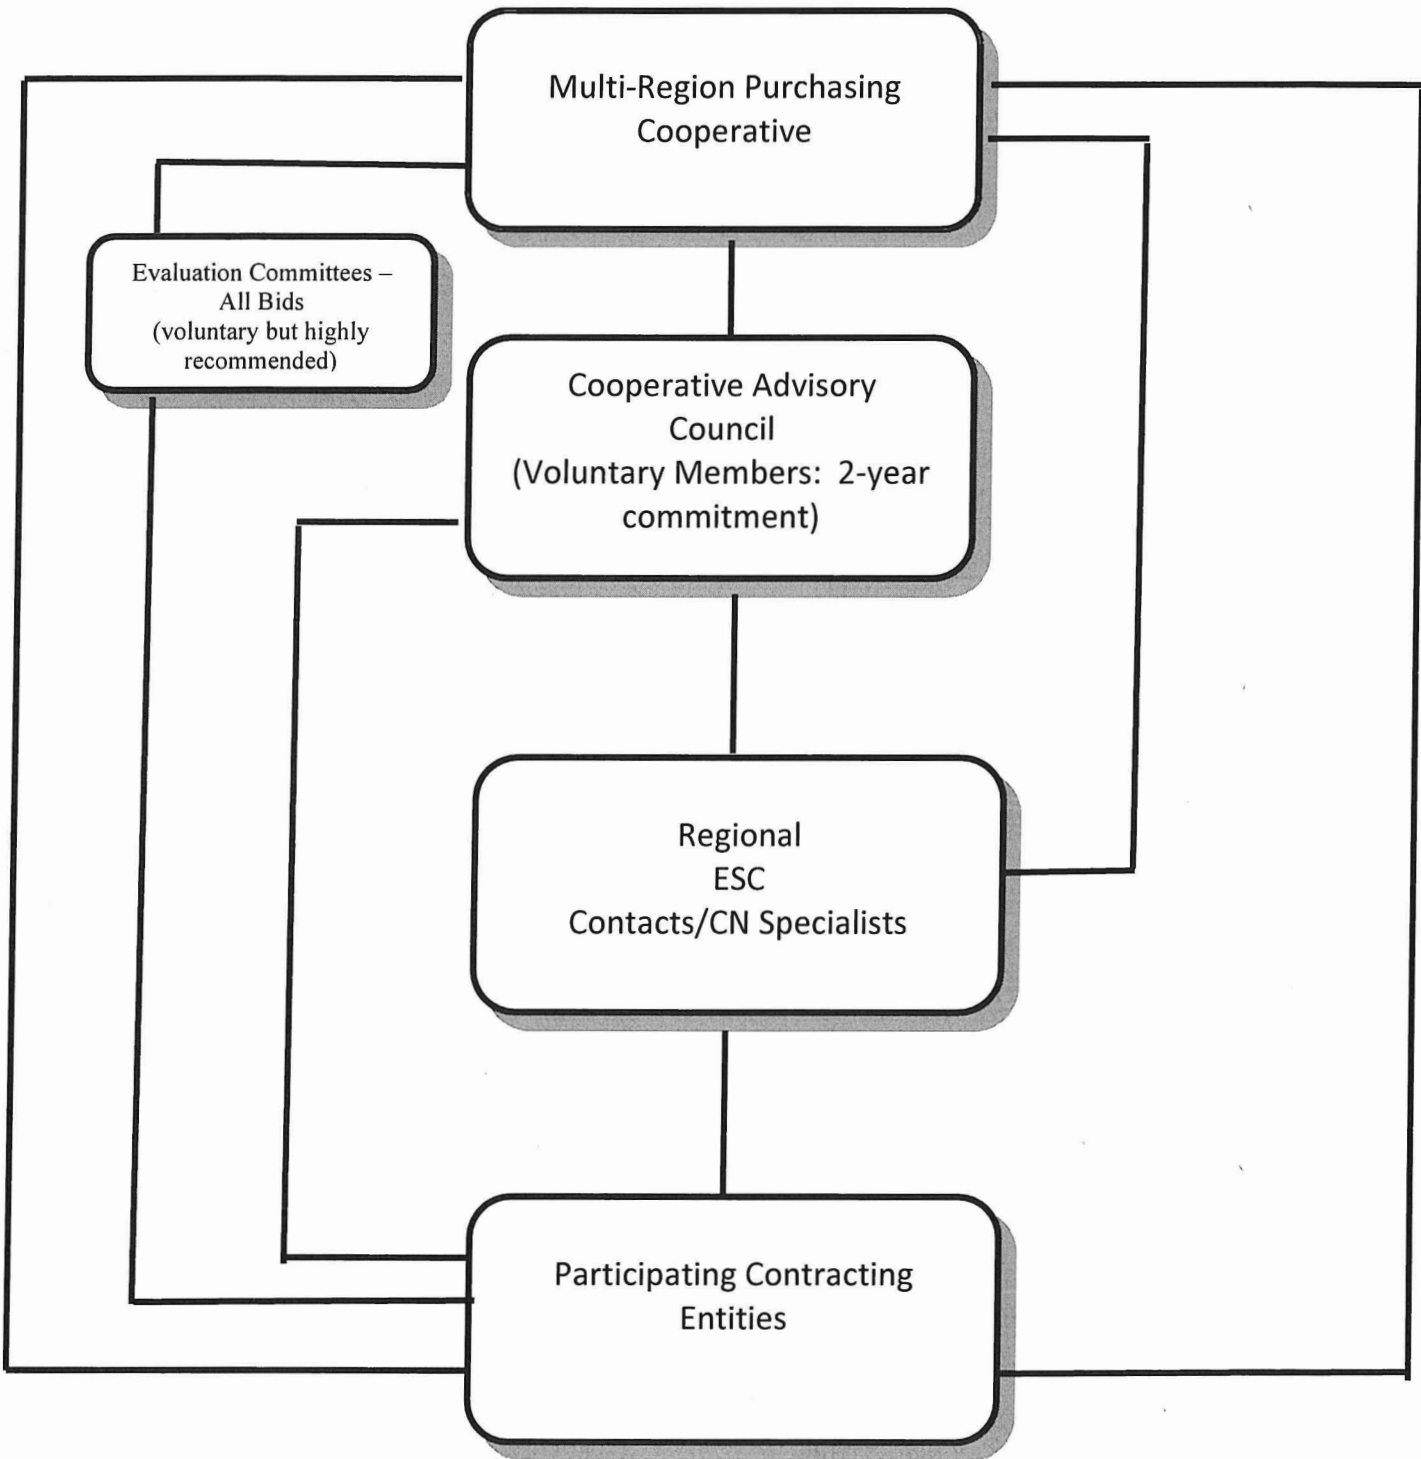 Multi-Region Purchasing
Cooperative
Evaluation Committees –
All Bids
(voluntary but highly
recommended)
Cooperative Advisory
Council
(Voluntary Members:  2-year
commitment)
Regional
ESC
Contacts/CN Specialists
Participating Contracting
Entities